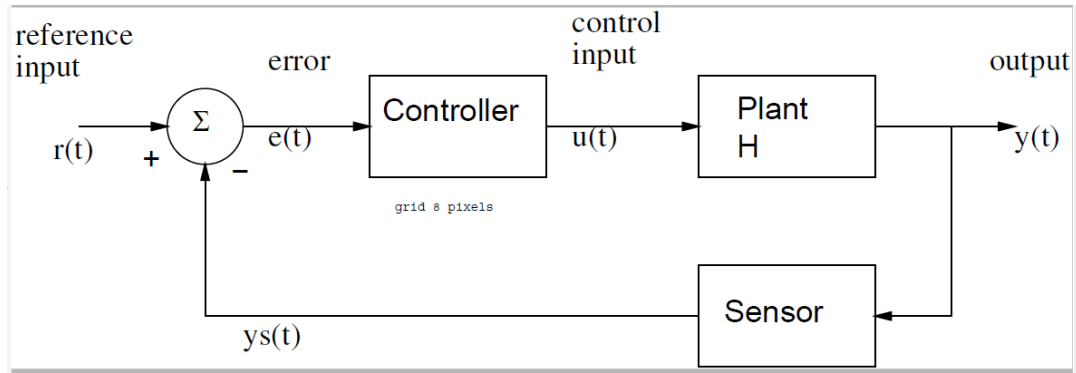 reference
input
error
control
input
output
Σ
Controller
Plant
H
r(t)
+
−
e(t)
u(t)
y(t)
grid 8 pixels
Sensor
ys(t)